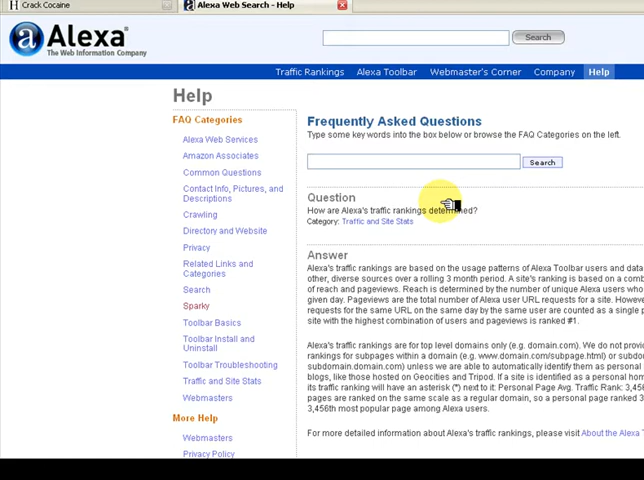 Crack Cocaine
Alexa Web Search - Help
Alexa
The Web Information Company
Search
Traffic Rankings Alexa Toolbar Webmaster's Corner Company Help
Help
FAQ Categories
Alexa Web Services
Amazon Associates
Common Questions
Contact Info, Pictures, and
Descriptions
Crawling
Directory and Website
Privacy
Related Links and
Categories
Search
Sparky
Toolbar Basics
Toolbar Install and
Uninstall
Toolbar Troubleshooting
Traffic and Site Stats
Webmasters
More Help
Webmasters
Privacy Policy
Frequently Asked Questions
Type some key words into the box below or browse the FAQ Categories on the left.
Search
Question
How are Alexa's traffic rankings determined?
Category: Traffic and Site Stats
Answer
Alexa's traffic rankings are based on the usage patterns of Alexa Toolbar users and data
other, diverse sources over a rolling 3 month period. A site's ranking is based on a comb
of reach and pageviews. Reach is determined by the number of unique Alexa users who
given day. Pageviews are the total number of Alexa user URL requests for a site. Howeve
requests for the same URL on the same day by the same user are counted as a single p
site with the highest combination of users and pageviews is ranked #1.
Alexa's traffic rankings are for top level domains only (e.g. domain.com). We do not provi
rankings for subpages within a domain (e.g. www.domain.com/subpage.html) or subdo
subdomain.domain.com) unless we are able to automatically identify them as personal
blogs, like those hosted on Geocities and Tripod. If a site is identified as a personal hom
its traffic ranking will have an asterisk (*) next to it: Personal Page Avg. Traffic Rank: 3,456
pages are ranked on the same scale as a regular domain, so a personal page ranked 3
3,456th most popular page among Alexa users.
For more detailed information about Alexa's traffic rankings, please visit About the Alexa T